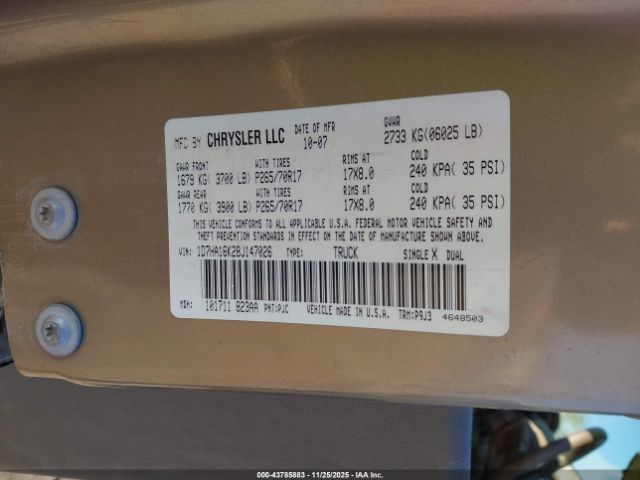 MFC BY CHRYSLER LLC DATE OF MFR 10-07 GVWR 2733 KG(06025 LB)
GAWR FRONT WITH TIRES RIMS AT COLD
1679 KG( 3700 LB) P265/70R17 17X8.0 240 KPA( 35 PSI)
GAWR REAR WITH TIRES RIMS AT COLD
1770 KG( 3900 LB) P265/70R17 17X8.0 240 KPA( 35 PSI)
THIS VEHICLE CONFORMS TO ALL APPLICABLE U.S.A. FEDERAL MOTOR VEHICLE SAFETY AND
THEFT PREVENTION STANDARDS IN EFFECT ON THE DATE OF MANUFACTURE SHOWN ABOVE.
VIN: 1D7HA16K28J147026 TYPE: TRUCK SINGLE X DUAL
MDH: 101711 823AA PNT:PJC VEHICLE MADE IN U.S.A. TRM:P9J3 4648503
000-43785883 - 11/25/2025 - IAA Inc.